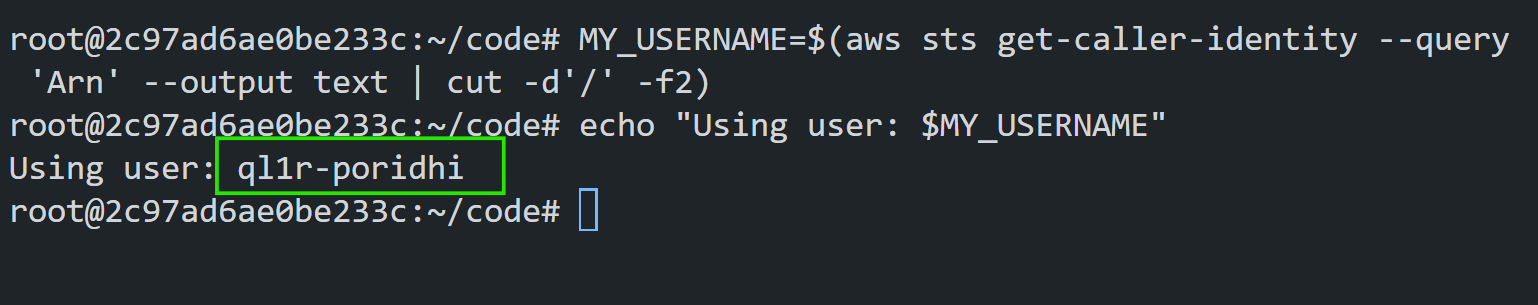 root@2c97ad6ae0be233c:~/code# MY_USERNAME=$(aws sts get-caller-identity --query
'Arn' --output text | cut -d'/' -f2)
root@2c97ad6ae0be233c:~/code# echo "Using user: $MY_USERNAME"
Using user: ql1r-poridhi
root@2c97ad6ae0be233c:~/code#